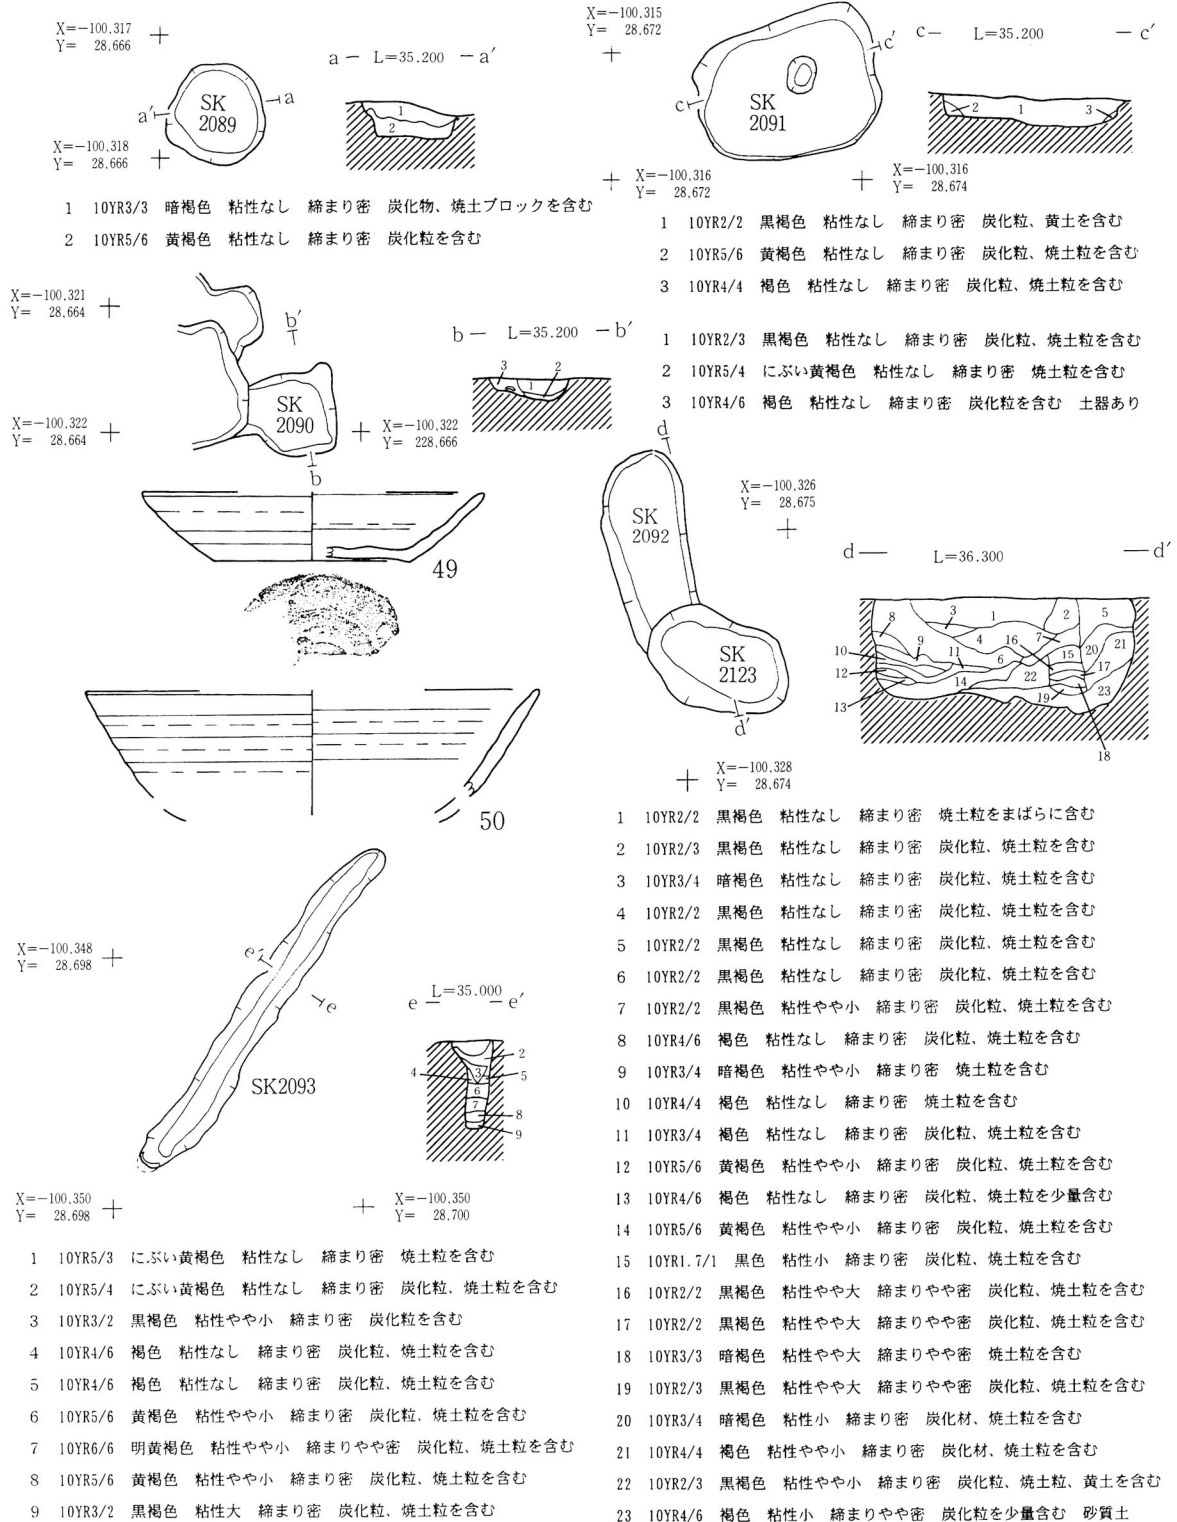 X=-100,317
Y= 28.666
a － L=35.200 － a′
SK
2089
a′
a
1
2
X=-100,318
Y= 28.666
1 10YR3/3 暗褐色 粘性なし 締まり密 炭化物、焼土ブロックを含む
2 10YR5/6 黄褐色 粘性なし 締まり密 炭化粒を含む
X=-100,315
Y= 28.672
c－ L=35.200 － c′
c′
c
SK
2091
2
1
3
X=-100,316
Y= 28.672
X=-100,316
Y= 28.674
1 10YR2/2 黒褐色 粘性なし 締まり密 炭化粒、黄土を含む
2 10YR5/6 黄褐色 粘性なし 締まり密 炭化粒、焼土粒を含む
3 10YR4/4 褐色 粘性なし 締まり密 炭化粒、焼土粒を含む
X=-100,321
Y= 28,664
b′
b － L=35.200 －b′
3
1
2
SK
2090
b
X=-100,322
Y= 28,664
X=-100,322
Y= 228,666
1 10YR2/3 黒褐色 粘性なし 締まり密 炭化粒、焼土粒を含む
2 10YR5/4 にぶい黄褐色 粘性なし 締まり密 焼土粒を含む
3 10YR4/6 褐色 粘性なし 締まり密 炭化粒を含む 土器あり
49
50
d
SK
2092
SK
2123
d′
X=-100,326
Y= 28,675
d ― L=36.300 ― d′
8
3
1
2
5
9
4
16
7
21
10
11
6
15
20
12
14
22
17
13
19
23
18
X=-100,328
Y= 28,674
1 10YR2/2 黒褐色 粘性なし 締まり密 焼土粒をまばらに含む
2 10YR2/3 黒褐色 粘性なし 締まり密 炭化粒、焼土粒を含む
3 10YR3/4 暗褐色 粘性なし 締まり密 炭化粒、焼土粒を含む
4 10YR2/2 黒褐色 粘性なし 締まり密 炭化粒、焼土粒を含む
5 10YR2/2 黒褐色 粘性なし 締まり密 炭化粒、焼土粒を含む
6 10YR2/2 黒褐色 粘性なし 締まり密 炭化粒、焼土粒を含む
7 10YR2/2 黒褐色 粘性やや小 締まり密 炭化粒、焼土粒を含む
8 10YR4/6 褐色 粘性なし 締まり密 炭化粒、焼土粒を含む
9 10YR3/4 暗褐色 粘性やや小 締まり密 焼土粒を含む
10 10YR4/4 褐色 粘性なし 締まり密 焼土粒を含む
11 10YR3/4 褐色 粘性なし 締まり密 炭化粒、焼土粒を含む
12 10YR5/6 黄褐色 粘性やや小 締まり密 炭化粒、焼土粒を含む
13 10YR4/6 褐色 粘性なし 締まり密 炭化粒、焼土粒を少量含む
14 10YR5/6 黄褐色 粘性やや小 締まり密 炭化粒、焼土粒を含む
15 10YR1.7/1 黒色 粘性小 締まり密 炭化粒、焼土粒を含む
16 10YR2/2 黒褐色 粘性やや大 締まりやや密 炭化粒、焼土粒を含む
17 10YR2/2 黒褐色 粘性やや大 締まりやや密 炭化粒、焼土粒を含む
18 10YR3/3 暗褐色 粘性やや大 締まりやや密 焼土粒を含む
19 10YR2/3 黒褐色 粘性やや大 締まりやや密 炭化粒、焼土粒を含む
20 10YR3/4 暗褐色 粘性小 締まり密 炭化材、焼土粒を含む
21 10YR4/4 褐色 粘性やや小 締まり密 炭化材、焼土粒を含む
22 10YR2/3 黒褐色 粘性やや小 締まり密 炭化粒、焼土粒、黄土を含む
23 10YR4/6 褐色 粘性小 締まりやや密 炭化粒を少量含む 砂質土
X=-100,348
Y= 28,698
e′
e
SK2093
L=35.000
e － － e′
2
4
3
5
6
7
8
9
X=-100,350
Y= 28,698
X=-100,350
Y= 28,700
1 10YR5/3 にぶい黄褐色 粘性なし 締まり密 焼土粒を含む
2 10YR5/4 にぶい黄褐色 粘性なし 締まり密 炭化粒、焼土粒を含む
3 10YR3/2 黒褐色 粘性やや小 締まり密 炭化粒を含む
4 10YR4/6 褐色 粘性なし 締まり密 炭化粒、焼土粒を含む
5 10YR4/6 褐色 粘性なし 締まり密 炭化粒、焼土粒を含む
6 10YR5/6 黄褐色 粘性やや小 締まり密 炭化粒、焼土粒を含む
7 10YR6/6 明黄褐色 粘性やや小 締まりやや密 炭化粒、焼土粒を含む
8 10YR5/6 黄褐色 粘性やや小 締まり密 炭化粒、焼土粒を含む
9 10YR3/2 黒褐色 粘性大 締まり密 炭化粒、焼土粒を含む